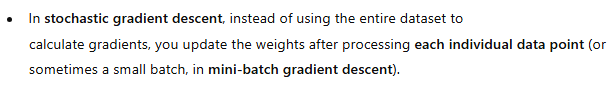 • In stochastic gradient descent, instead of using the entire dataset to
calculate gradients, you update the weights after processing each individual data point (or
sometimes a small batch, in mini-batch gradient descent).